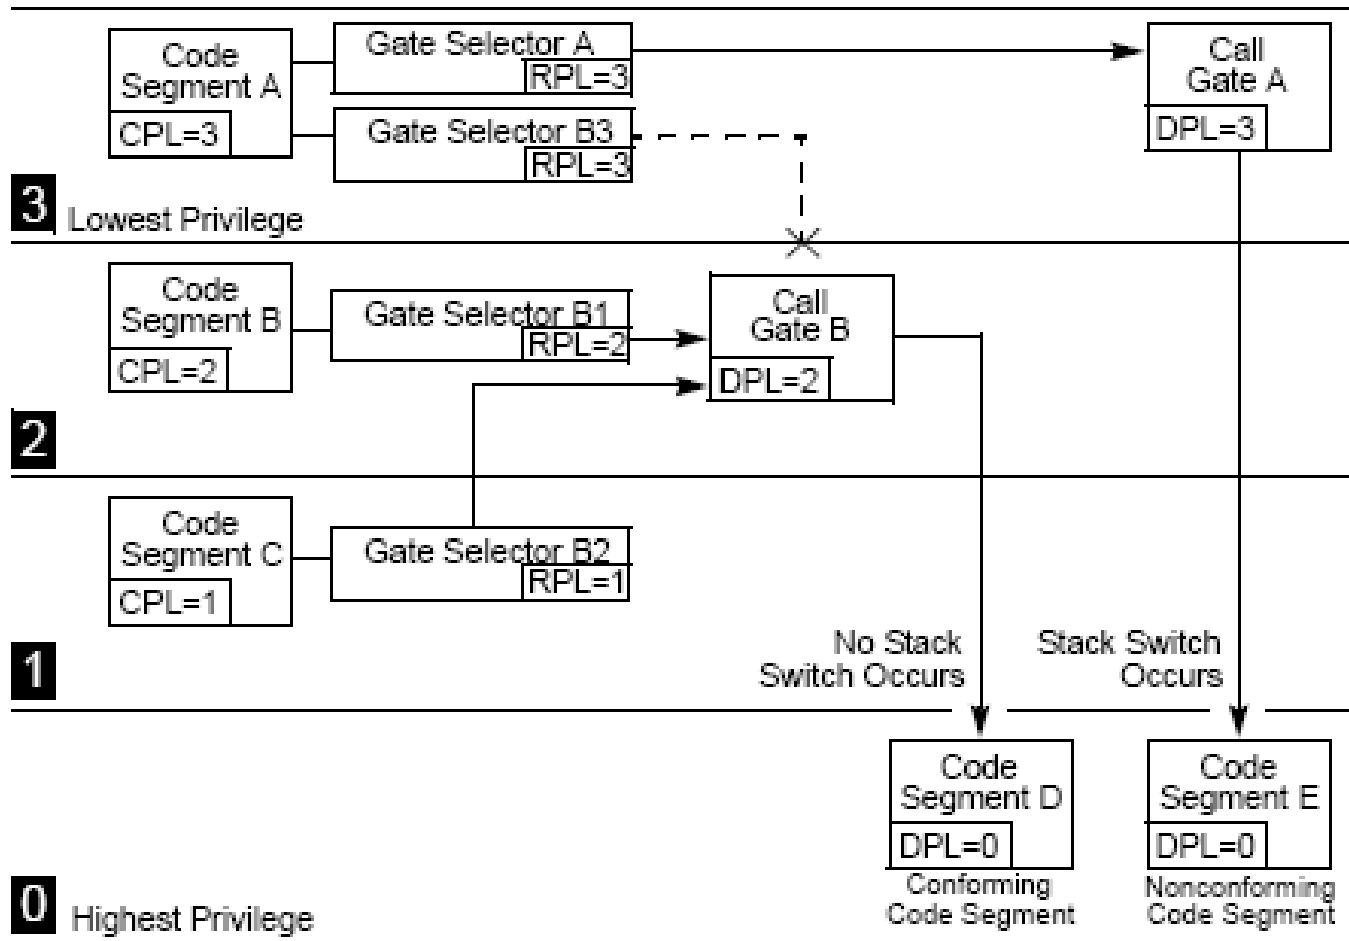 Code
Segment A
CPL=3
Gate Selector A
RPL=3
Gate Selector B3
RPL=3
Call
Gate A
DPL=3
3 Lowest Privilege
Code
Segment B
CPL=2
Gate Selector B1
RPL=2
Call
Gate B
DPL=2
2
Code
Segment C
CPL=1
Gate Selector B2
RPL=1
No Stack
Switch Occurs
Stack Switch
Occurs
1
Code
Segment D
DPL=0
Conforming
Code Segment
Code
Segment E
DPL=0
Nonconforming
Code Segment
0 Highest Privilege